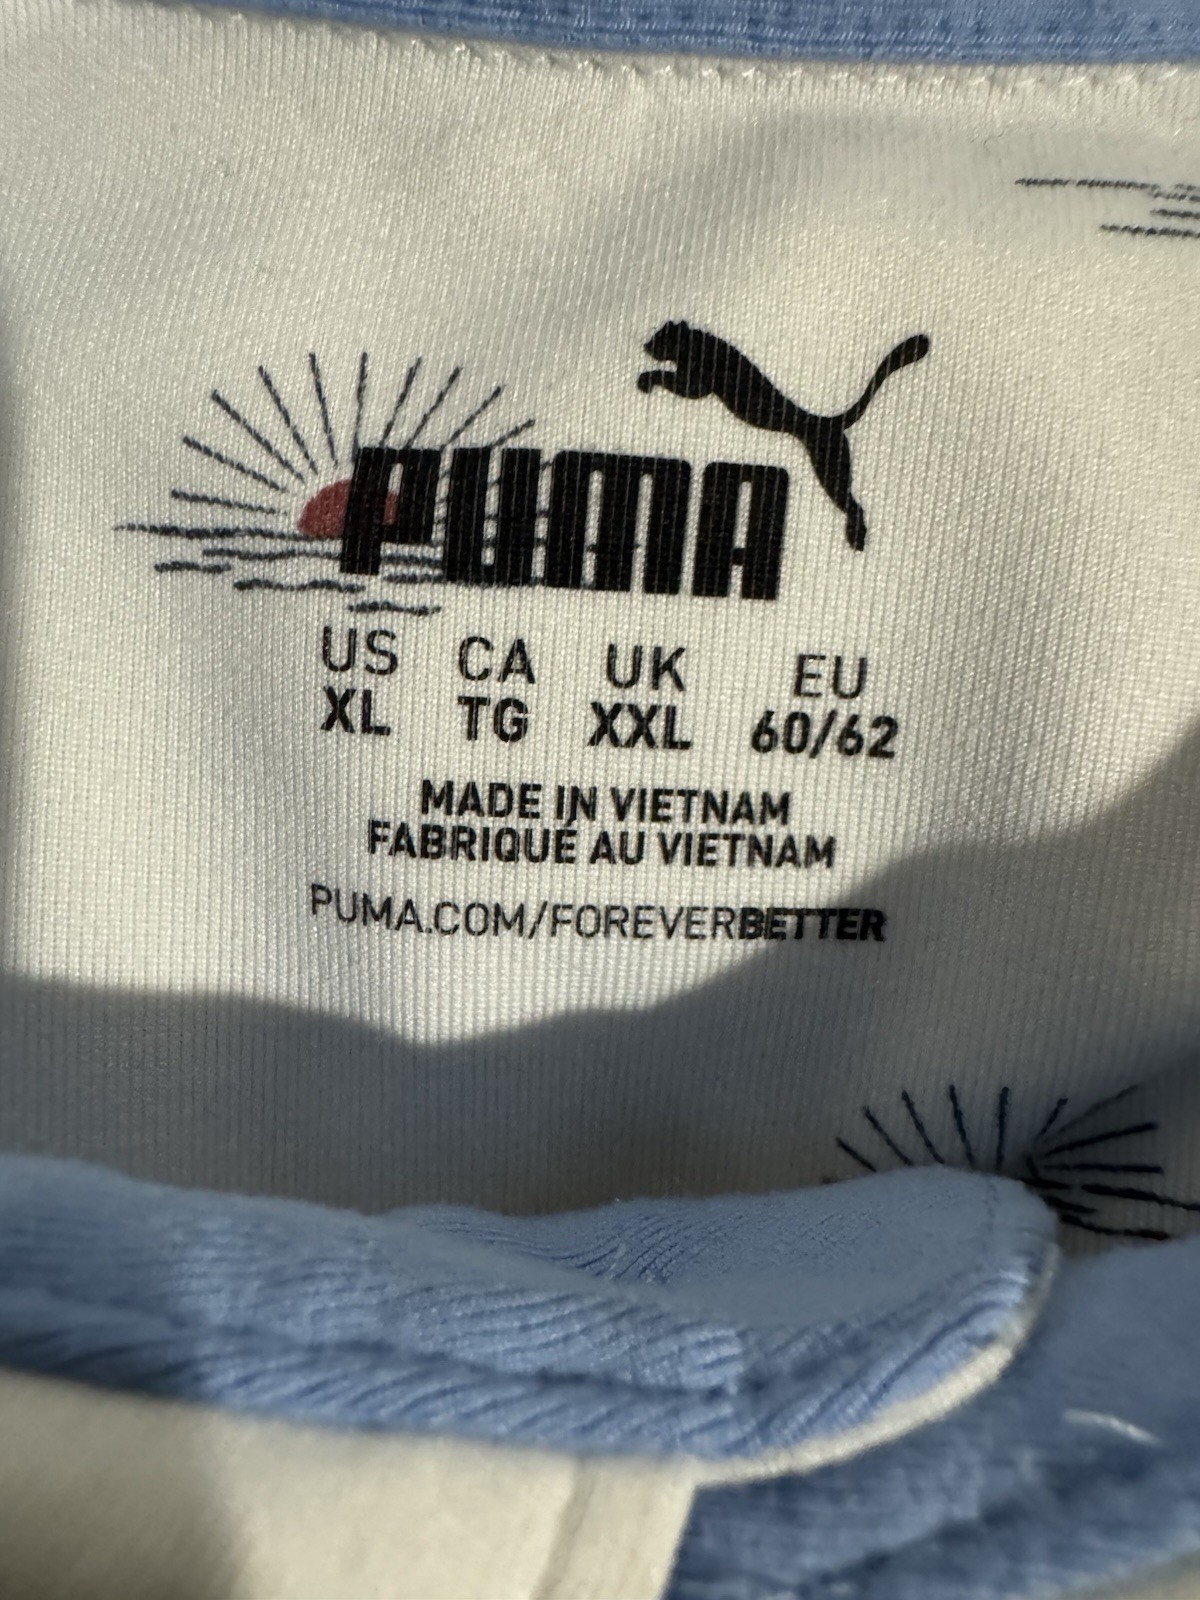 PUMA
US CA UK EU
XL TG XXL 60/62
MADE IN VIETNAM
FABRIQUÉ AU VIETNAM
PUMA.COM/FOREVERBETTER